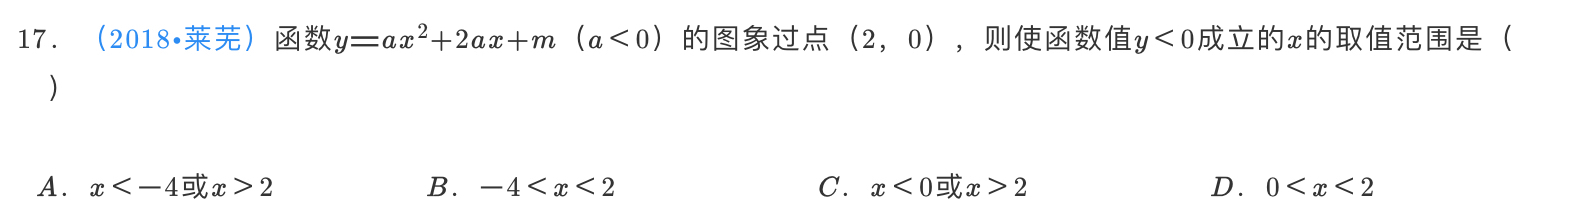 17. （2018•莱芜）函数y=ax²+2ax+m（a＜0）的图象过点（2，0），则使函数值y＜0成立的x的取值范围是（
）
A. x＜-4或x＞2 B. -4＜x＜2 C. x＜0或x＞2 D. 0＜x＜2